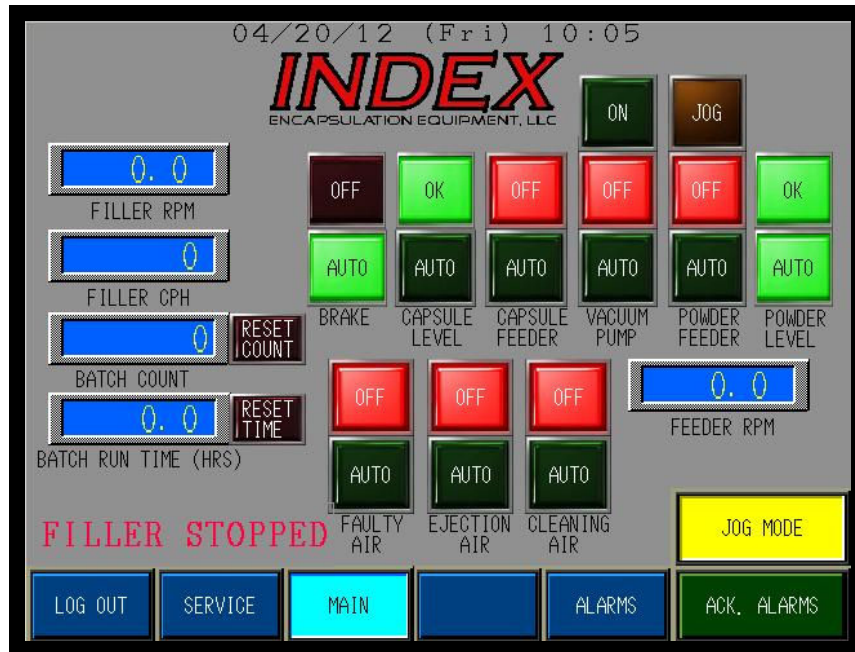 04/20/12 (Fri) 10:05
INDEX
ENCAPSULATION EQUIPMENT, LLC
ON JOG
0.0
FILLER RPM
OFF OK OFF OFF OFF OK
0
FILLER CPH
AUTO AUTO AUTO AUTO AUTO AUTO
BRAKE CAPSULE CAPSULE VACUUM POWDER POWDER
LEVEL FEEDER PUMP FEEDER LEVEL
0
BATCH COUNT
RESET
COUNT
0.0
BATCH RUN TIME (HRS)
RESET
TIME
OFF OFF OFF
0.0
FEEDER RPM
AUTO AUTO AUTO
FAULTY EJECTION CLEANING
AIR AIR AIR
FILLER STOPPED
JOG MODE
LOG OUT SERVICE MAIN ALARMS ACK. ALARMS